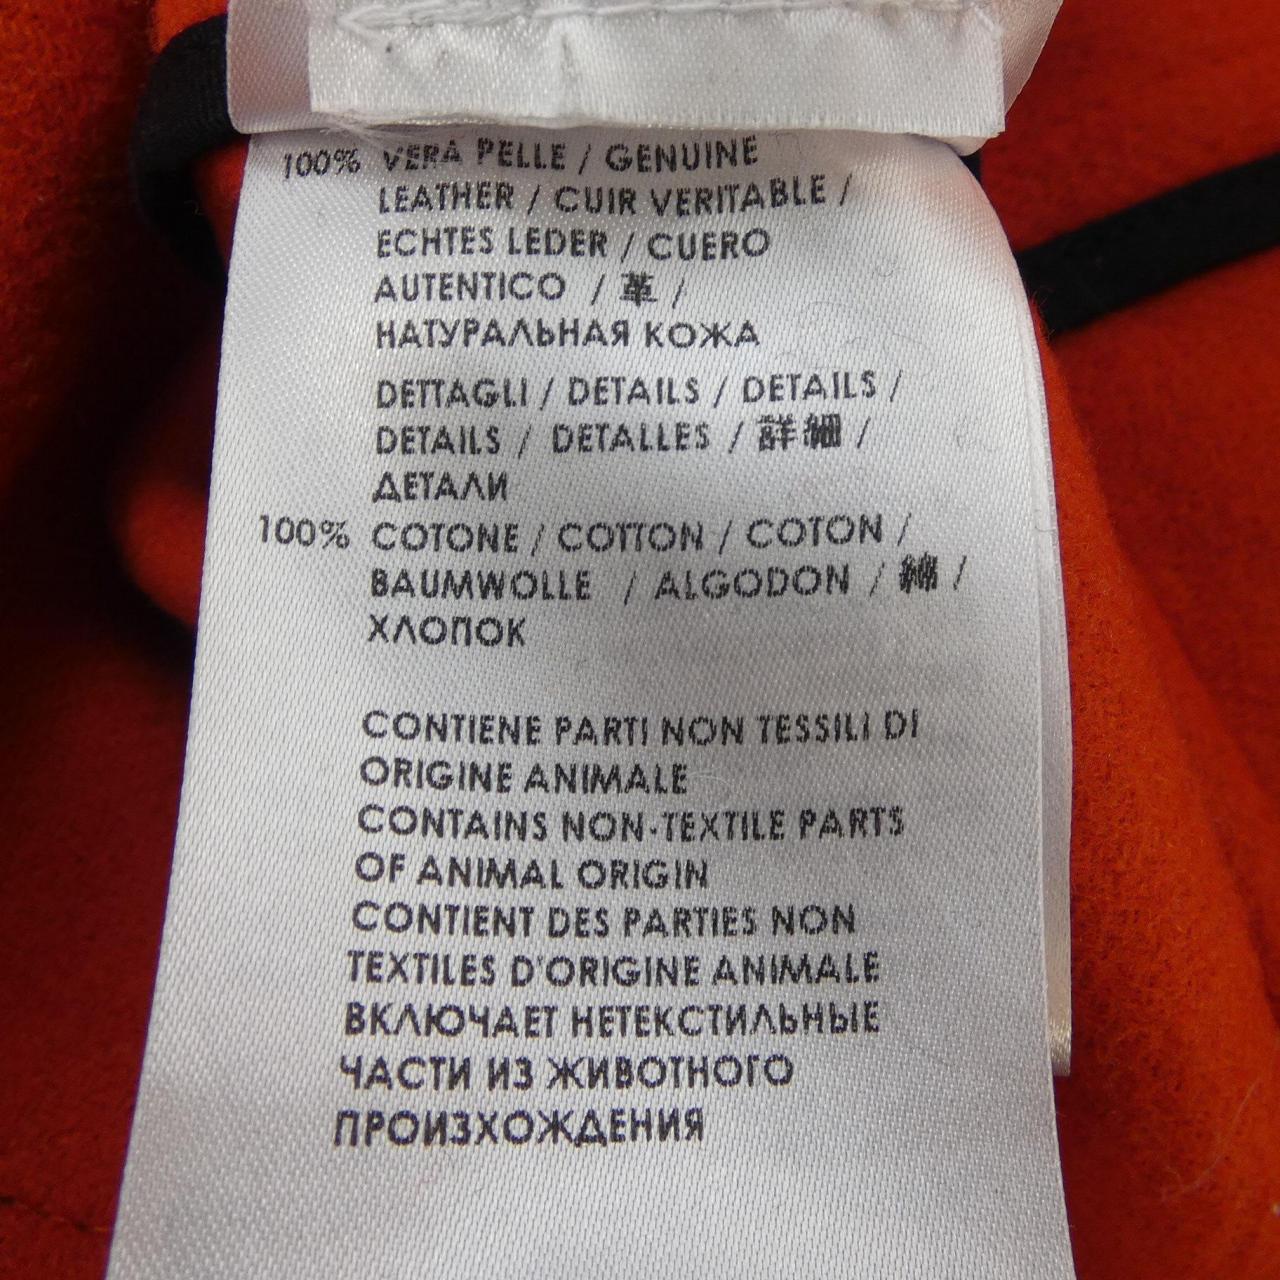 100% VERA PELLE / GENUINE
LEATHER / CUIR VERITABLE /
ECHTES LEDER / CUERO
AUTENTICO / 革 /
НАТУРАЛЬНАЯ КОЖА
DETTAGLI / DETAILS / DETAILS /
DETAILS / DETALLES / 詳細 /
ДЕТАЛИ
100% COTONE / COTTON / COTON /
BAUMWOLLE / ALGODON / 綿 /
ХЛОПОК
CONTIENE PARTI NON TESSILI DI
ORIGINE ANIMALE
CONTAINS NON-TEXTILE PARTS
OF ANIMAL ORIGIN
CONTIENT DES PARTIES NON
TEXTILES D'ORIGINE ANIMALE
ВКЛЮЧАЕТ НЕТЕКСТИЛЬНЫЕ
ЧАСТИ ИЗ ЖИВОТНОГО
ПРОИЗХОЖДЕНИЯ